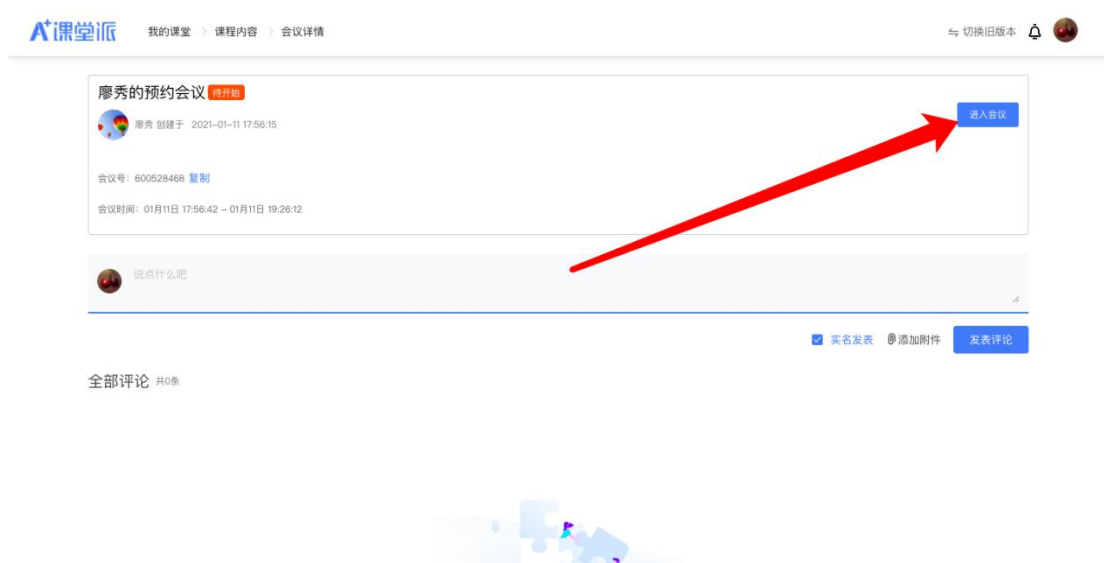 A+课堂派 我的课堂 > 课程内容 > 会议详情 切换旧版本
廖秀的预约会议 待开始
廖秀 创建于 2021-01-11 17:56:15
进入会议
会议号：600528468 复制
会议时间：01月11日 17:56:42 - 01月11日 19:26:12
说点什么吧
实名发表 添加附件 发表评论
全部评论 共0条